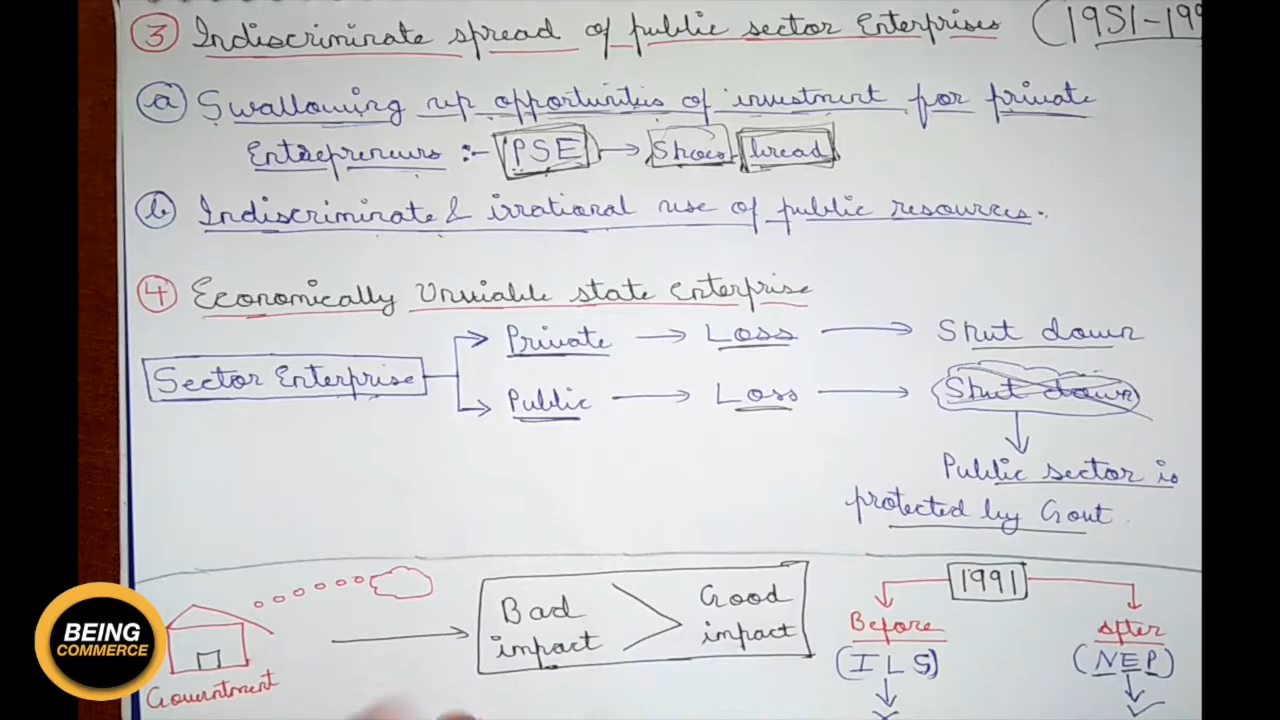 ③ Indiscriminate spread of public sector Enterprises (1951-199
ⓐ Swallowing up opportunities of investment for private
Entrepreneurs :- PSE → bread
ⓑ Indiscriminate & irrational use of public resources.
④ Economically Unviable state Enterprise
Sector Enterprise
Private → Loss → Shut down
Public → Loss → Shut down
Public sector is
protected by Govt.
Government
Bad impact > Good impact
1991
Before
(ILS)
After
(NEP)
BEING
COMMERCE